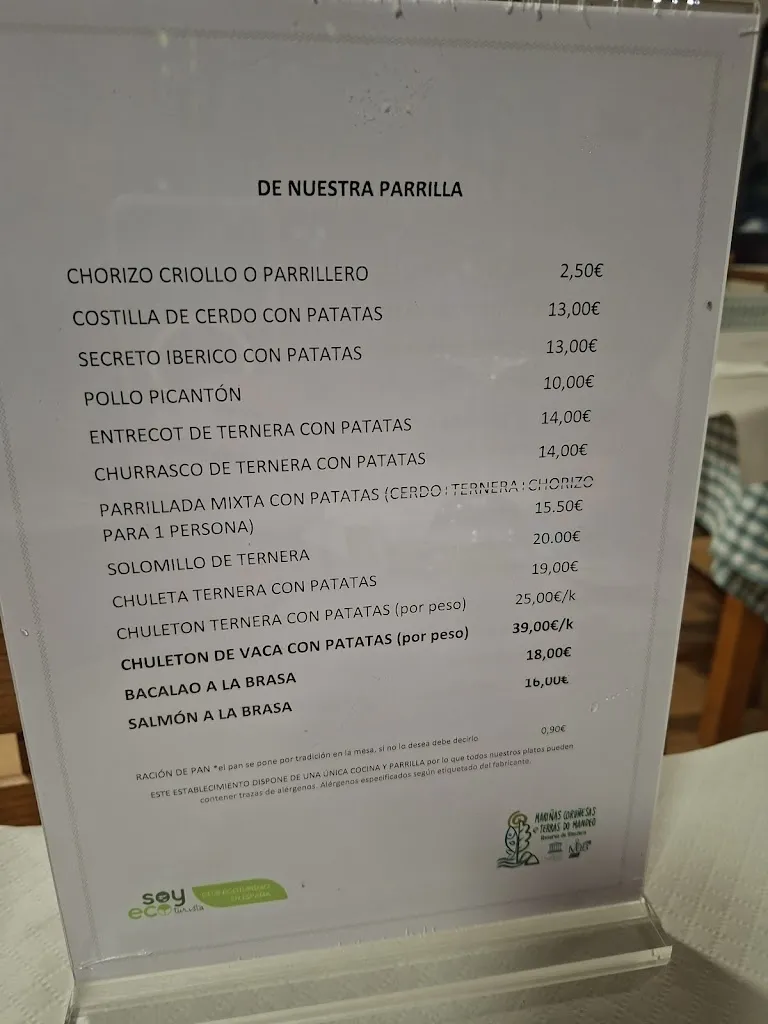 DE NUESTRA PARRILLA
CHORIZO CRIOLLO O PARRILLERO 2,50€
COSTILLA DE CERDO CON PATATAS 13,00€
SECRETO IBERICO CON PATATAS 13,00€
POLLO PICANTÓN 10,00€
ENTRECOT DE TERNERA CON PATATAS 14,00€
CHURRASCO DE TERNERA CON PATATAS 14,00€
PARRILLADA MIXTA CON PATATAS (CERDO TERNERA CHORIZO
PARA 1 PERSONA) 15.50€
SOLOMILLO DE TERNERA 20.00€
CHULETA TERNERA CON PATATAS 19,00€
CHULETON TERNERA CON PATATAS (por peso) 25,00€/k
CHULETON DE VACA CON PATATAS (por peso) 39,00€/k
BACALAO A LA BRASA 18,00€
SALMÓN A LA BRASA 16,00€
RACIÓN DE PAN *el pan se pone por tradición en la mesa, si no lo desea debe decirlo 0,90€
ESTE ESTABLECIMIENTO DISPONE DE UNA ÚNICA COCINA Y PARRILLA por lo que todos nuestros platos pueden
contener trazas de alérgenos. Alérgenos especificados según etiquetado del fabricante.
MARIÑAS CORUÑESAS
e TERRAS DO MANDEO
Reserva de Biosfera
soy
eco turista
ECOTURISMO
EN ESPAÑA